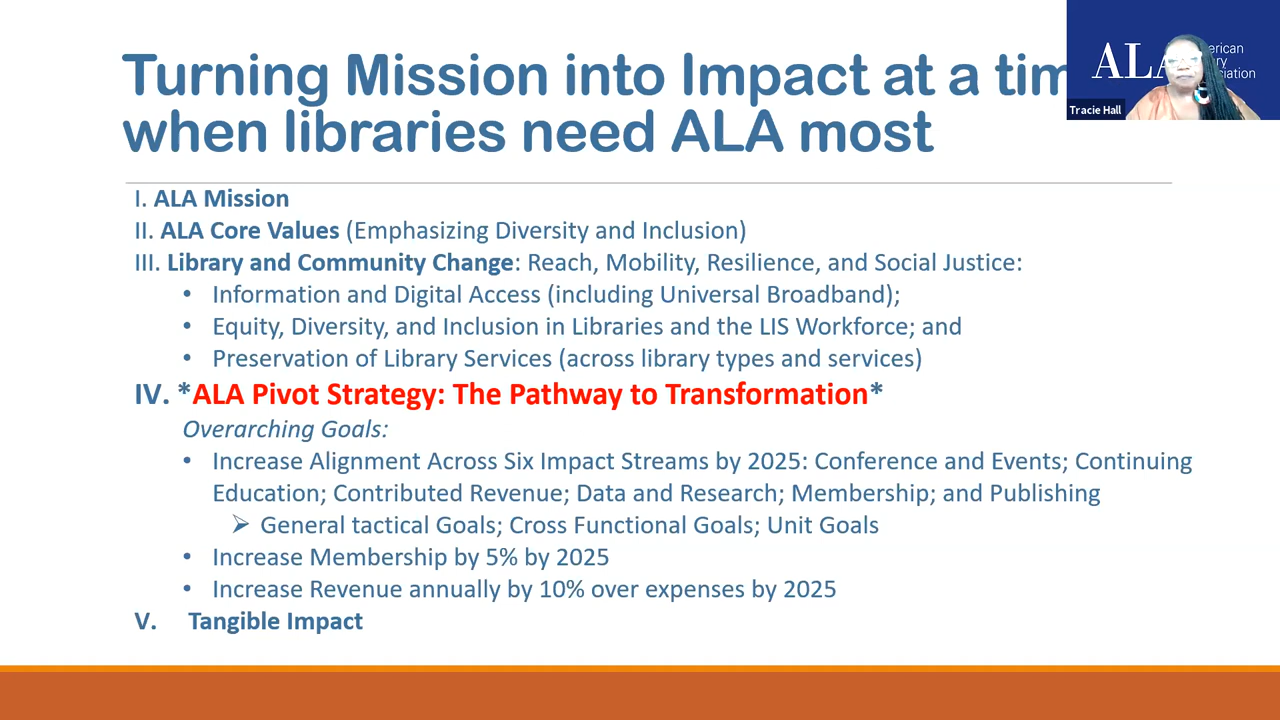 Turning Mission into Impact at a tim
when libraries need ALA most
ALA
erican
ry
ciation
Tracie Hall
I. ALA Mission
II. ALA Core Values (Emphasizing Diversity and Inclusion)
III. Library and Community Change: Reach, Mobility, Resilience, and Social Justice:
• Information and Digital Access (including Universal Broadband);
• Equity, Diversity, and Inclusion in Libraries and the LIS Workforce; and
• Preservation of Library Services (across library types and services)
IV. *ALA Pivot Strategy: The Pathway to Transformation*
Overarching Goals:
• Increase Alignment Across Six Impact Streams by 2025: Conference and Events; Continuing
Education; Contributed Revenue; Data and Research; Membership; and Publishing
➢ General tactical Goals; Cross Functional Goals; Unit Goals
• Increase Membership by 5% by 2025
• Increase Revenue annually by 10% over expenses by 2025
V. Tangible Impact